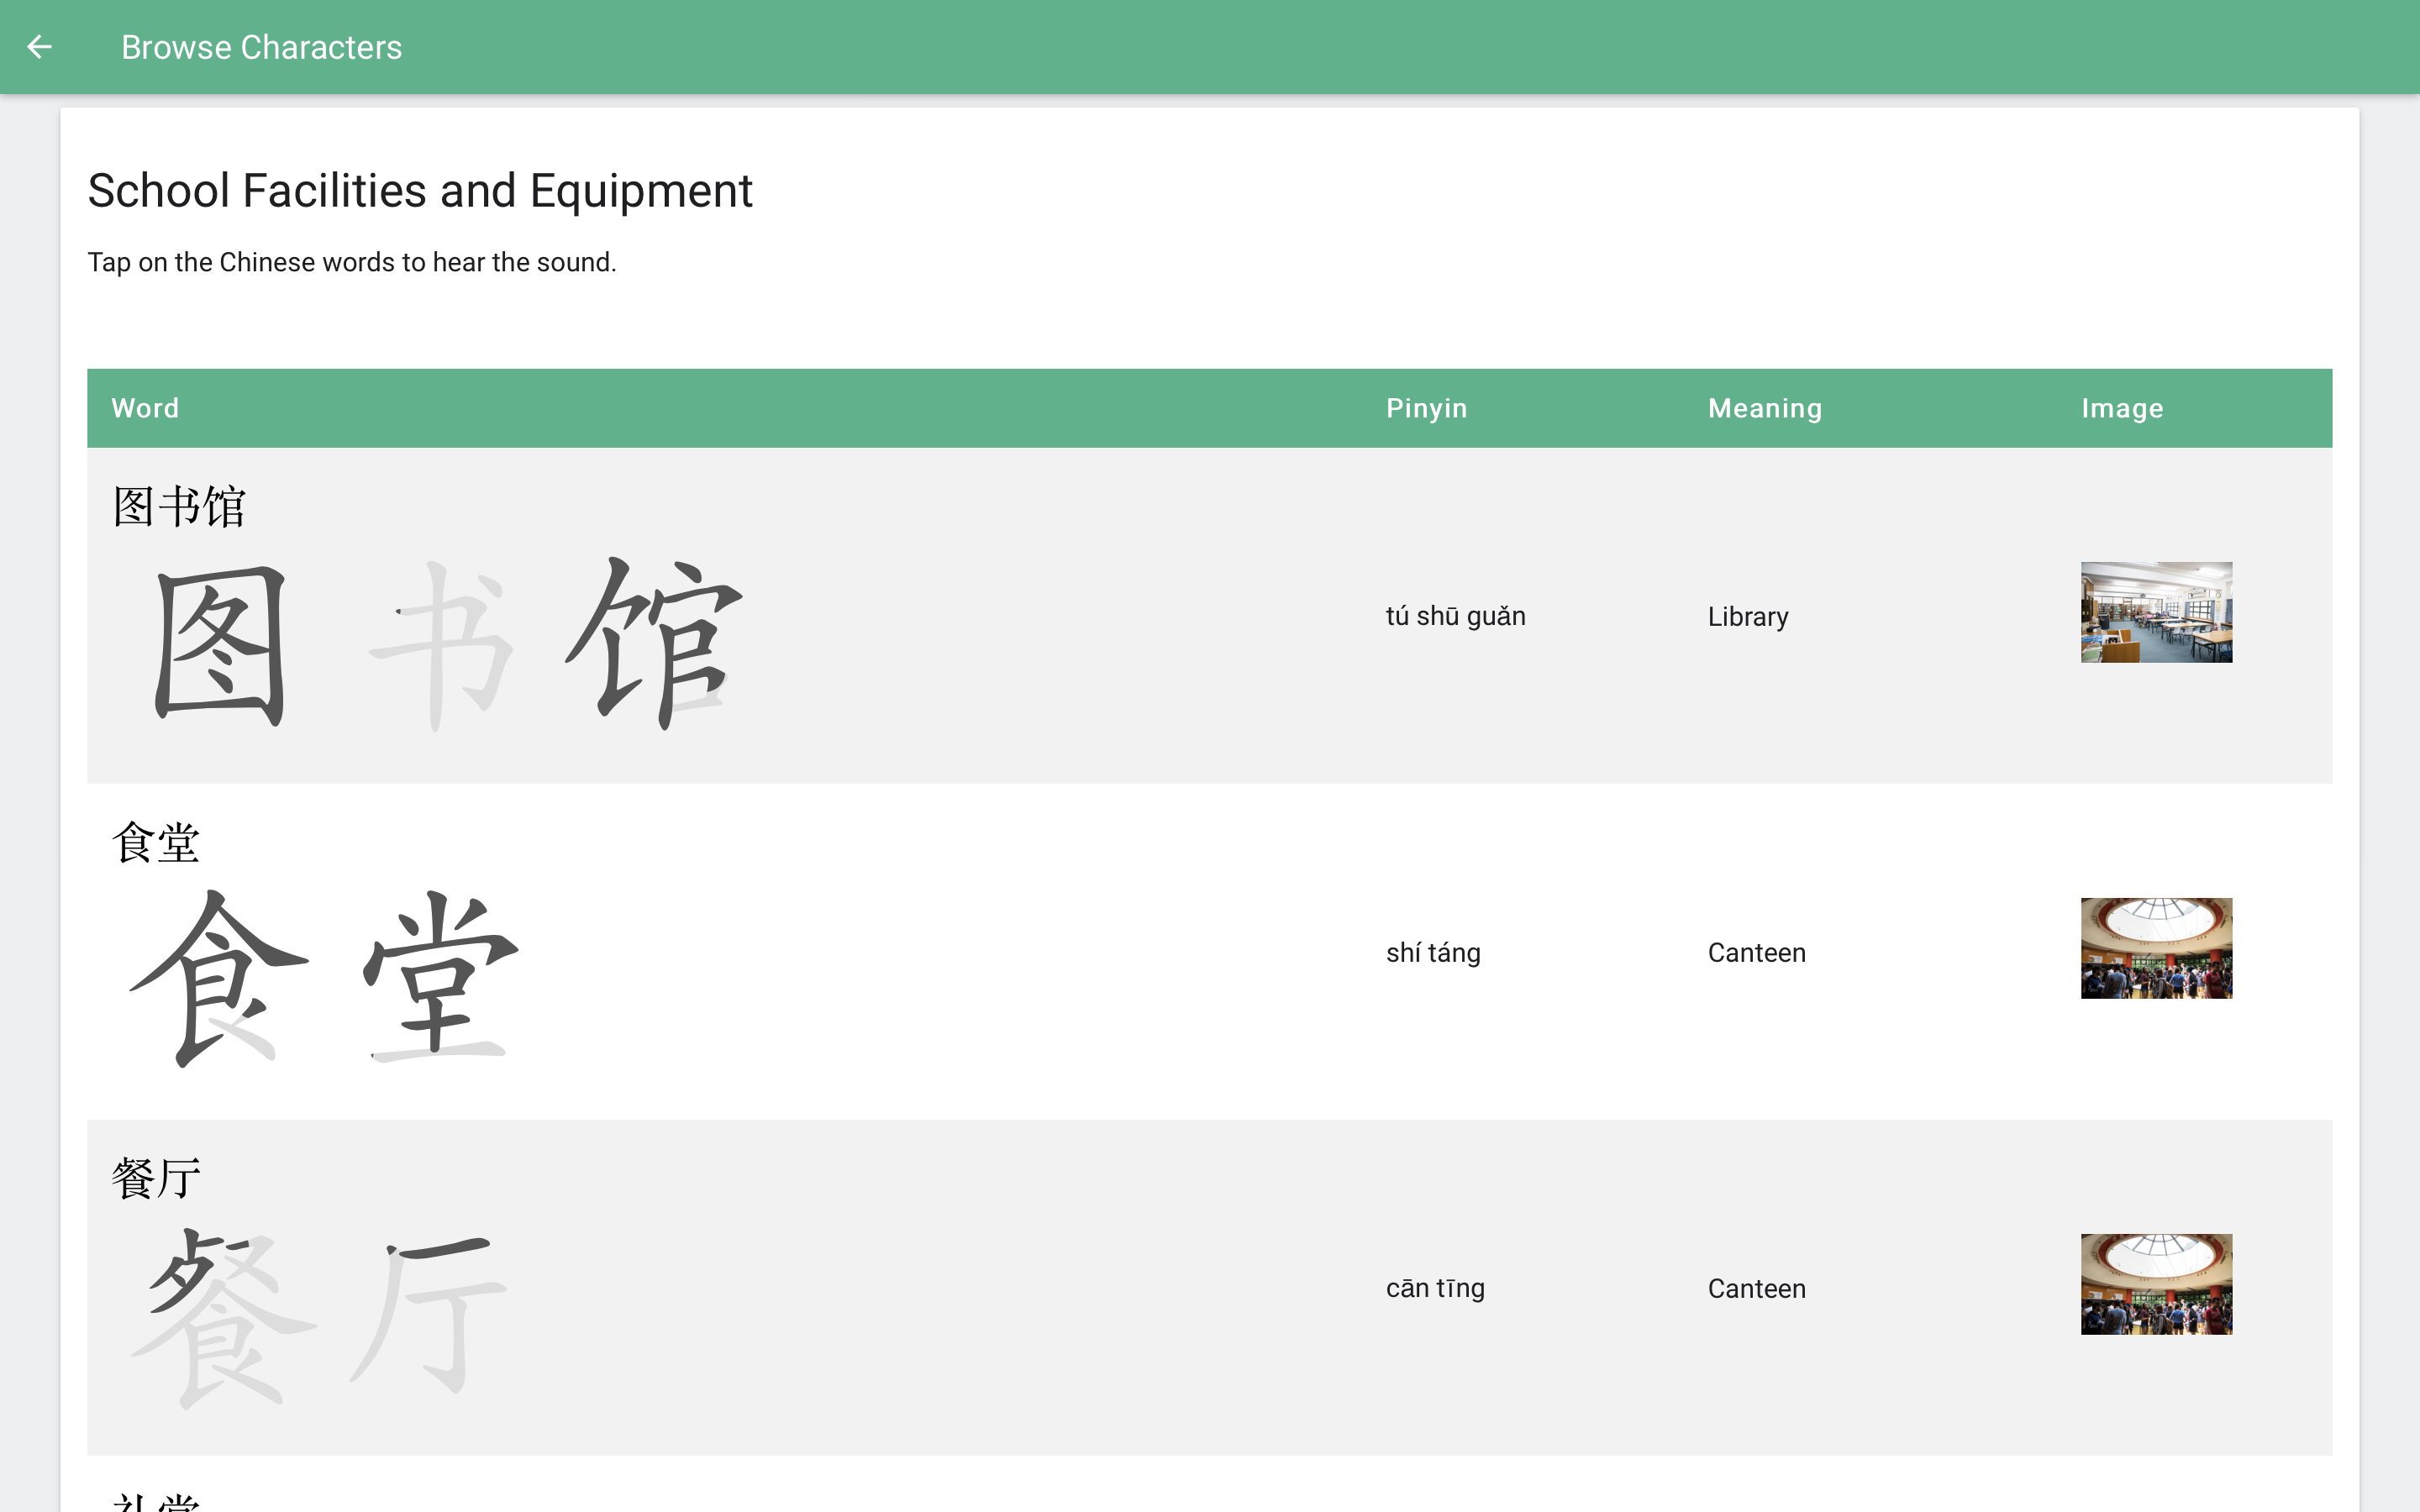 Browse Characters
School Facilities and Equipment
Tap on the Chinese words to hear the sound.
Word Pinyin Meaning Image
图书馆
图书馆 tú shū guǎn Library
食堂
食堂 shí táng Canteen
餐厅
餐厅 cān tīng Canteen
礼堂